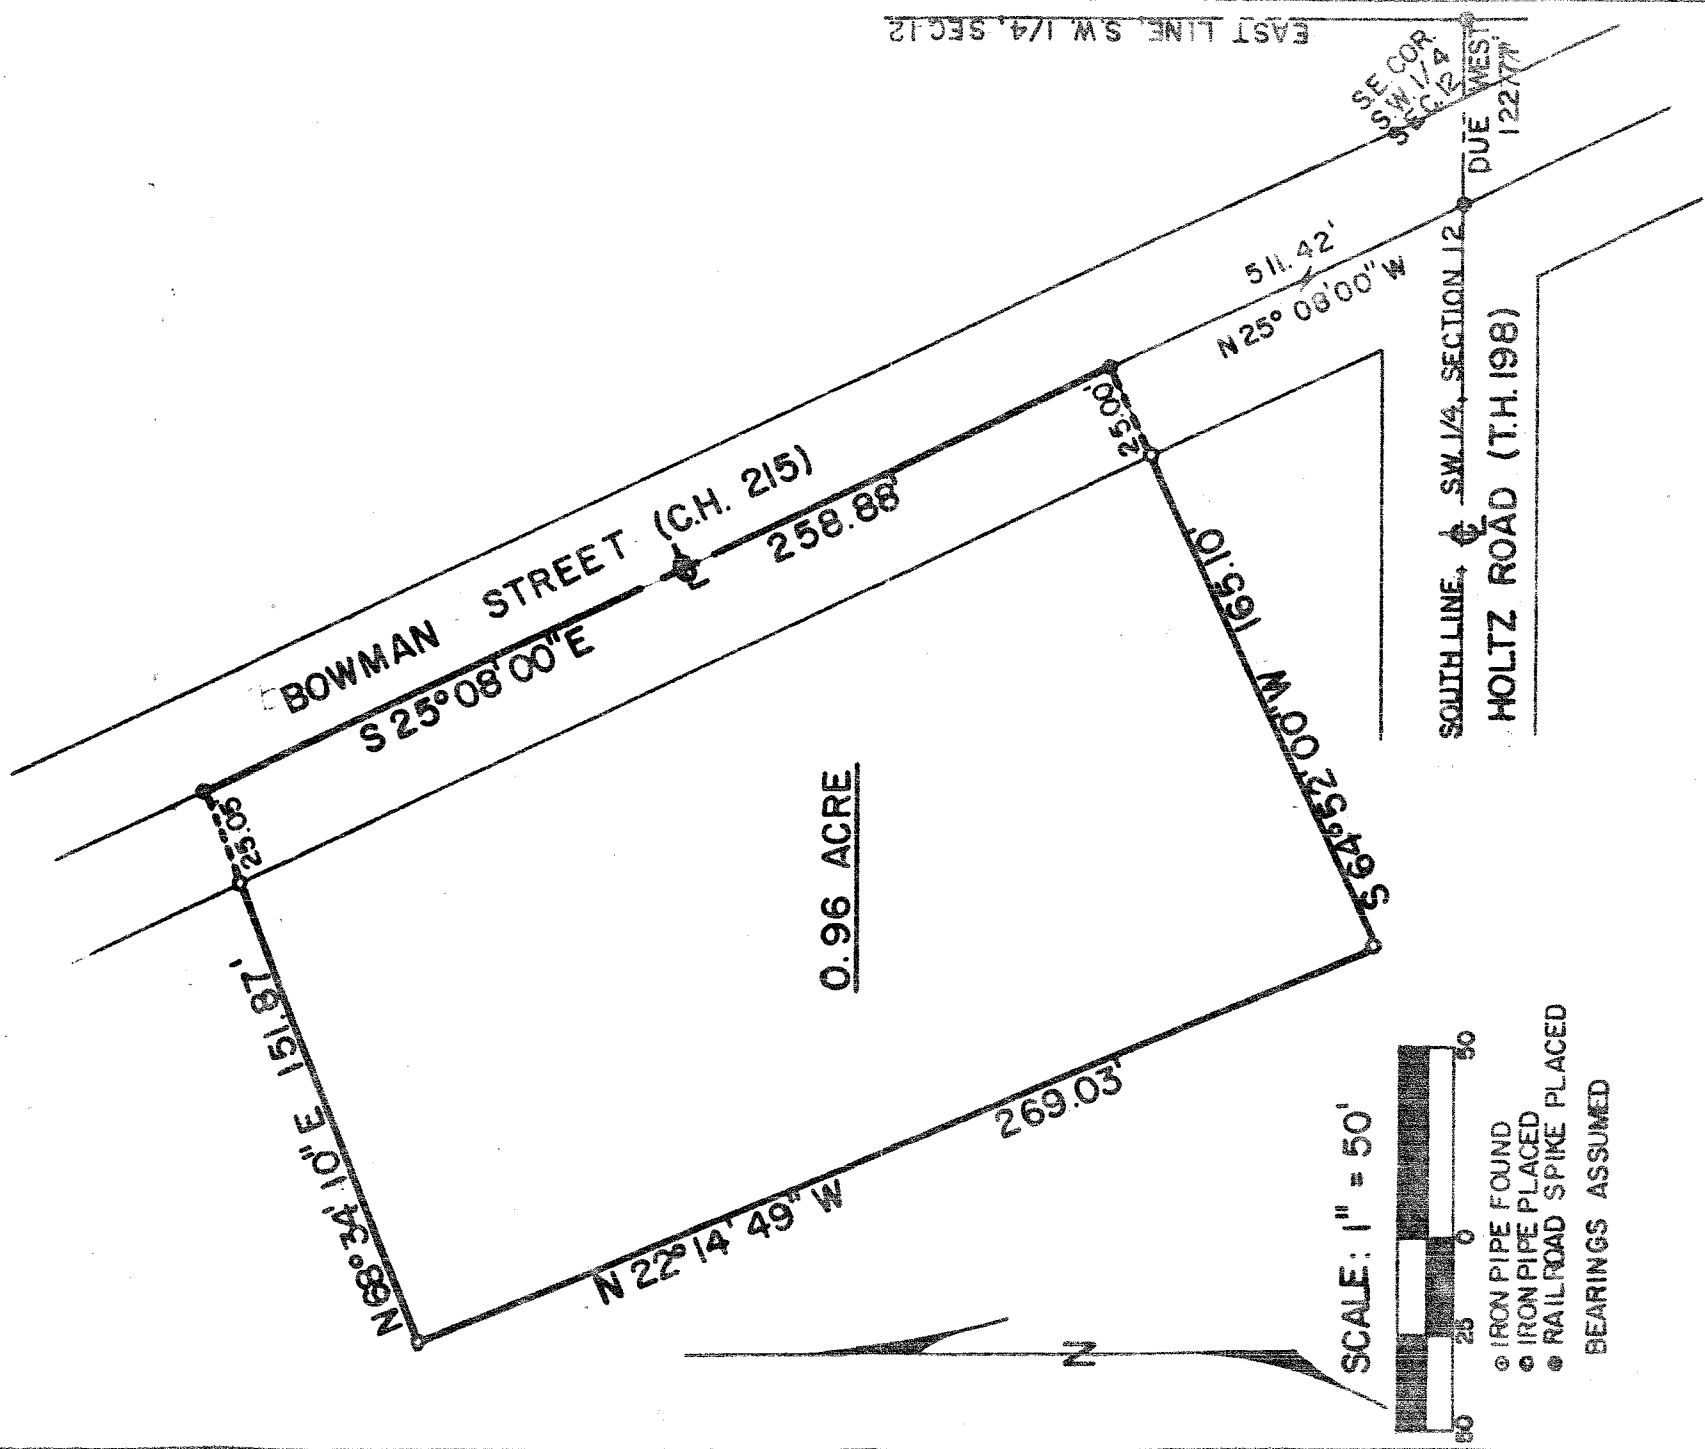 EAST LINE, S.W. 1/4, SEC.12
SE COR.
S.W 1/4
SEC.12
DUE WEST
511.42'
N 25° 08'00" W
25.00'
BOWMAN STREET (C.H. 215)
S 25° 08' 00" E
258.88'
25.05
SOUTH LINE, ℄ SW.1/4, SECTION 12
HOLTZ ROAD (T.H.198)
S 64°52'00"W 165.10'
0.96 ACRE
N 68° 34' 10" E 151.87'
N 22° 14' 49" W
269.03'
N
SCALE: 1" = 50'
50 25 0 50
IRON PIPE FOUND
IRON PIPE PLACED
RAILROAD SPIKE PLACED
BEARINGS ASSUMED